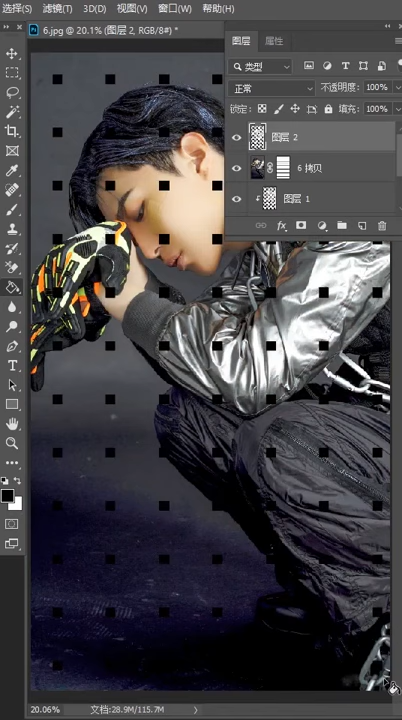 选择(S) 滤镜(T) 3D(D) 视图(V) 窗口(W) 帮助(H)
6.jpg @ 20.1% (图层 2, RGB/8#) *
图层 属性
类型
正常 不透明度: 100%
锁定: 填充: 100%
图层 2
6 拷贝
图层 1
fx
20.06% 文档:28.9M/115.7M